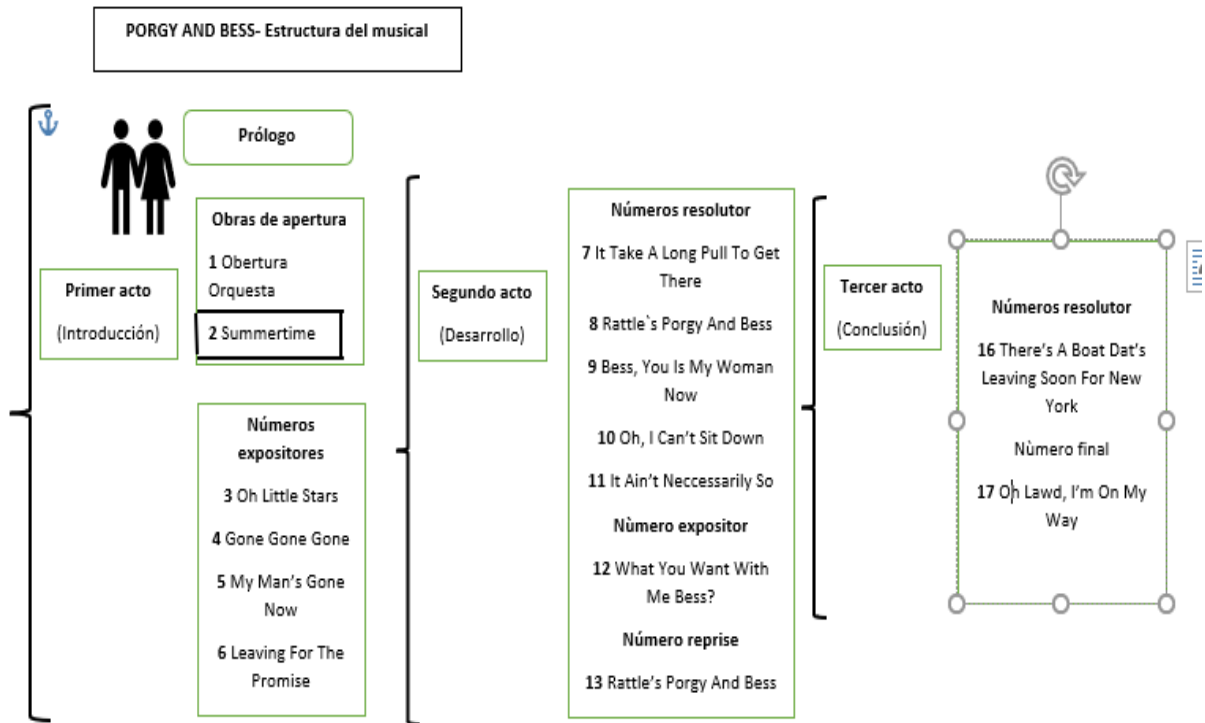 PORGY AND BESS- Estructura del musical
Prólogo
Obras de apertura
1 Obertura
Orquesta
2 Summertime
Primer acto
(Introducción)
Números
expositores
3 Oh Little Stars
4 Gone Gone Gone
5 My Man's Gone
Now
6 Leaving For The
Promise
Segundo acto
(Desarrollo)
Números resolutor
7 It Take A Long Pull To Get
There
8 Rattle`s Porgy And Bess
9 Bess, You Is My Woman
Now
10 Oh, I Can't Sit Down
11 It Ain't Neccessarily So
Nùmero expositor
12 What You Want With
Me Bess?
Número reprise
13 Rattle's Porgy And Bess
Tercer acto
(Conclusión)
Números resolutor
16 There's A Boat Dat's
Leaving Soon For New
York
Nùmero final
17 Oh Lawd, I'm On My
Way